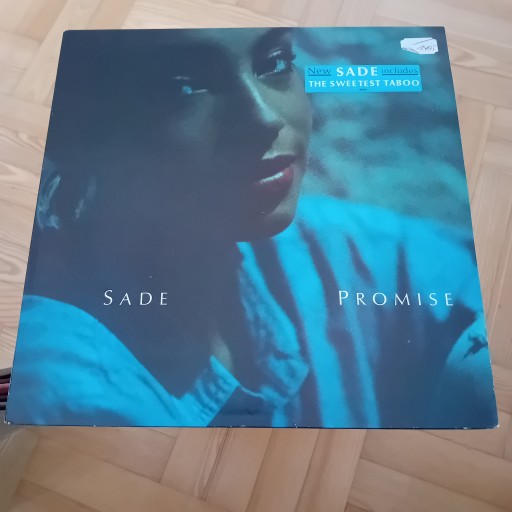 New SADE includes
THE SWEETEST TABOO
SADE
PROMISE